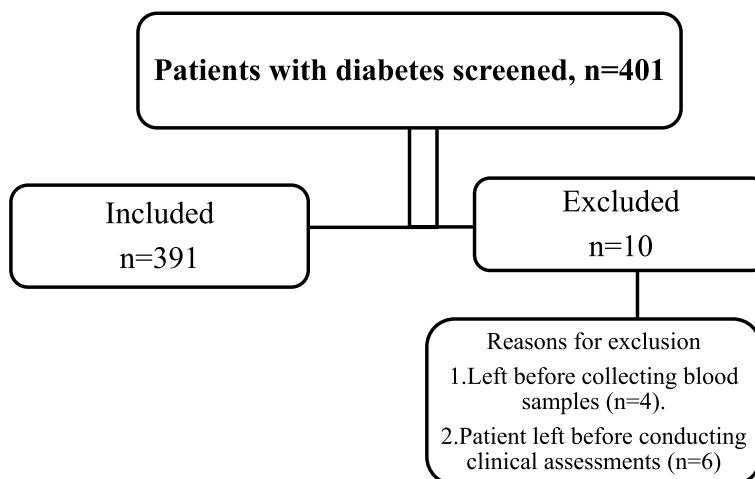 Patients with diabetes screened, n=401
Included
n=391
Excluded
n=10
Reasons for exclusion
1.Left before collecting blood
samples (n=4).
2.Patient left before conducting
clinical assessments (n=6)